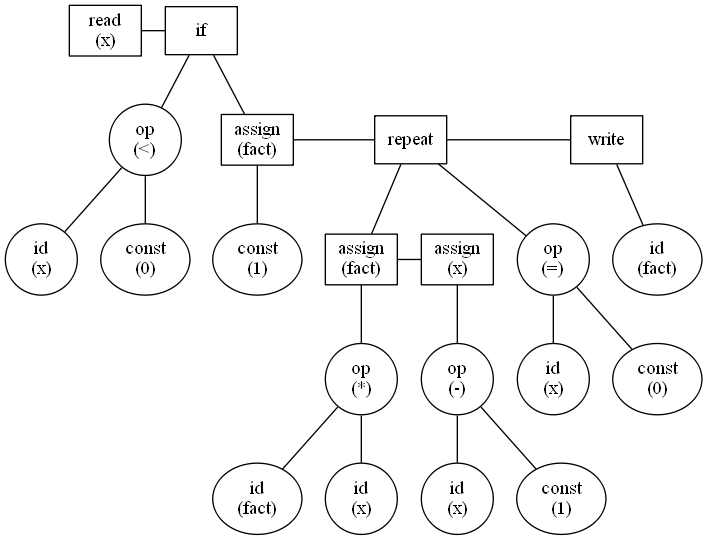 read
(x)
if
op
(<)
assign
(fact)
repeat
write
id
(x)
const
(0)
const
(1)
assign
(fact)
assign
(x)
op
(=)
id
(fact)
op
(*)
op
(-)
id
(x)
const
(0)
id
(fact)
id
(x)
id
(x)
const
(1)